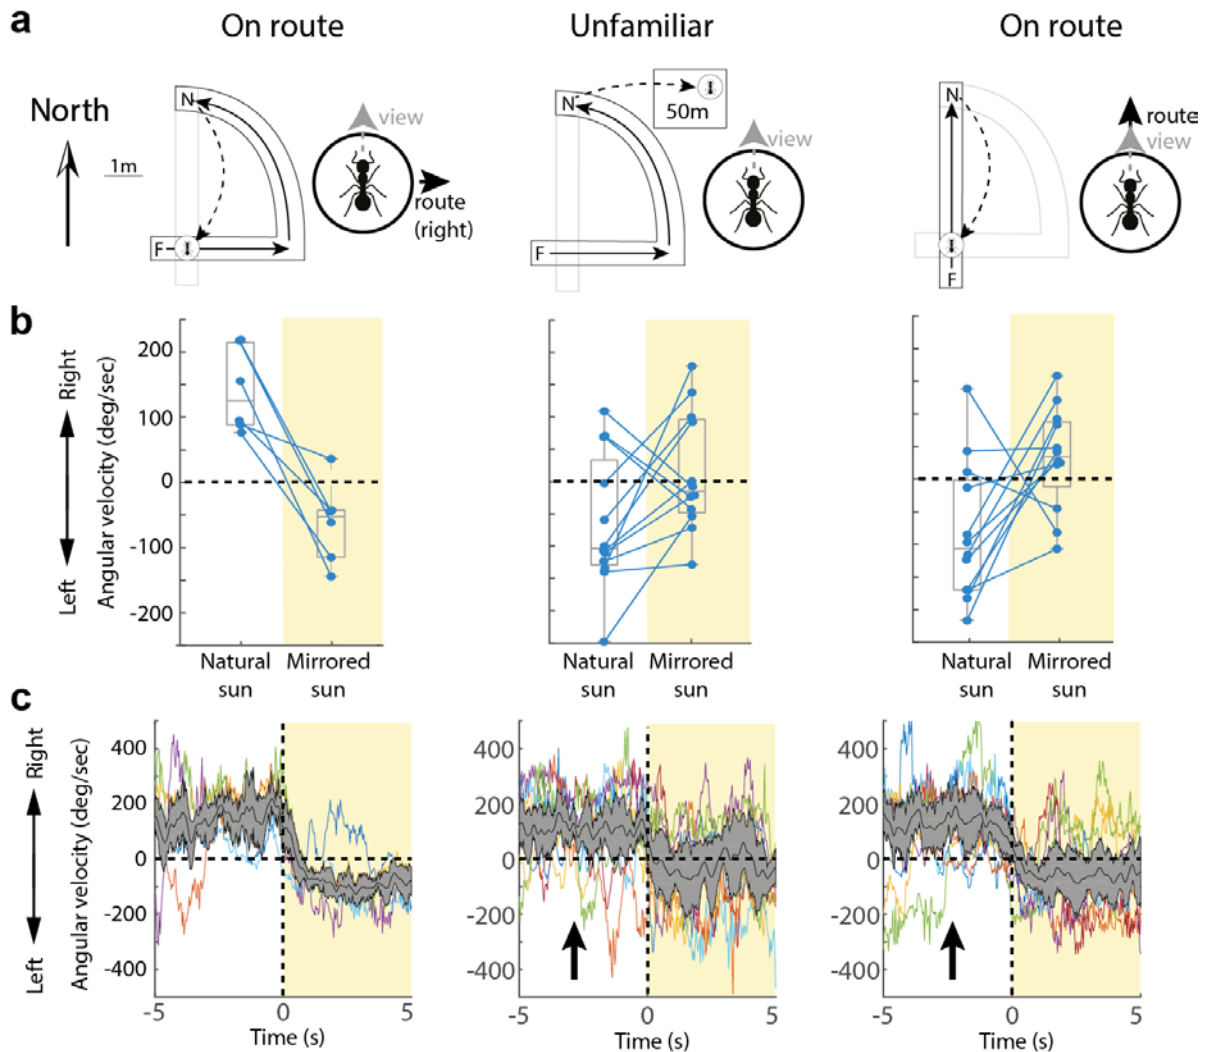 a
On route
Unfamiliar
On route
North
1m
N
F
view
route
(right)
N
50m
F
view
N
F
route
view
b
Right
Left
Angular velocity (deg/sec)
200
100
0
-100
-200
Natural sun
Mirrored sun
Natural sun
Mirrored sun
Natural sun
Mirrored sun
c
Right
Left
Angular velocity (deg/sec)
400
200
0
-200
-400
-5
0
5
Time (s)
400
200
0
-200
-400
-5
0
5
Time (s)
400
200
0
-200
-400
-5
0
5
Time (s)